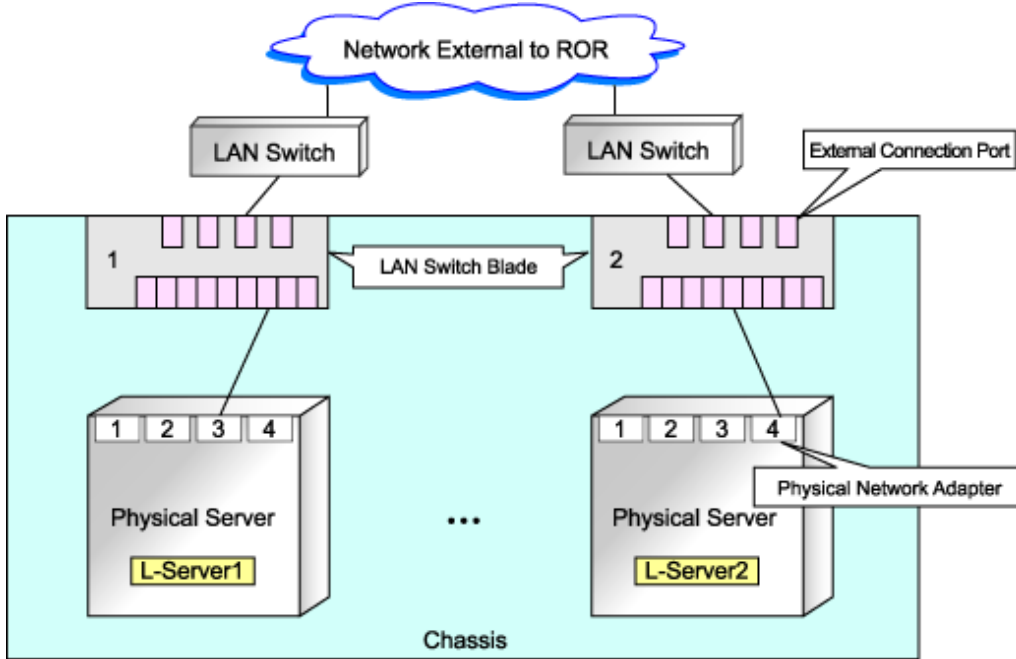 Network External to ROR
LAN Switch
LAN Switch
External Connection Port
1
LAN Switch Blade
2
1 2 3 4
1 2 3 4
Physical Network Adapter
Physical Server
...
Physical Server
L-Server1
L-Server2
Chassis